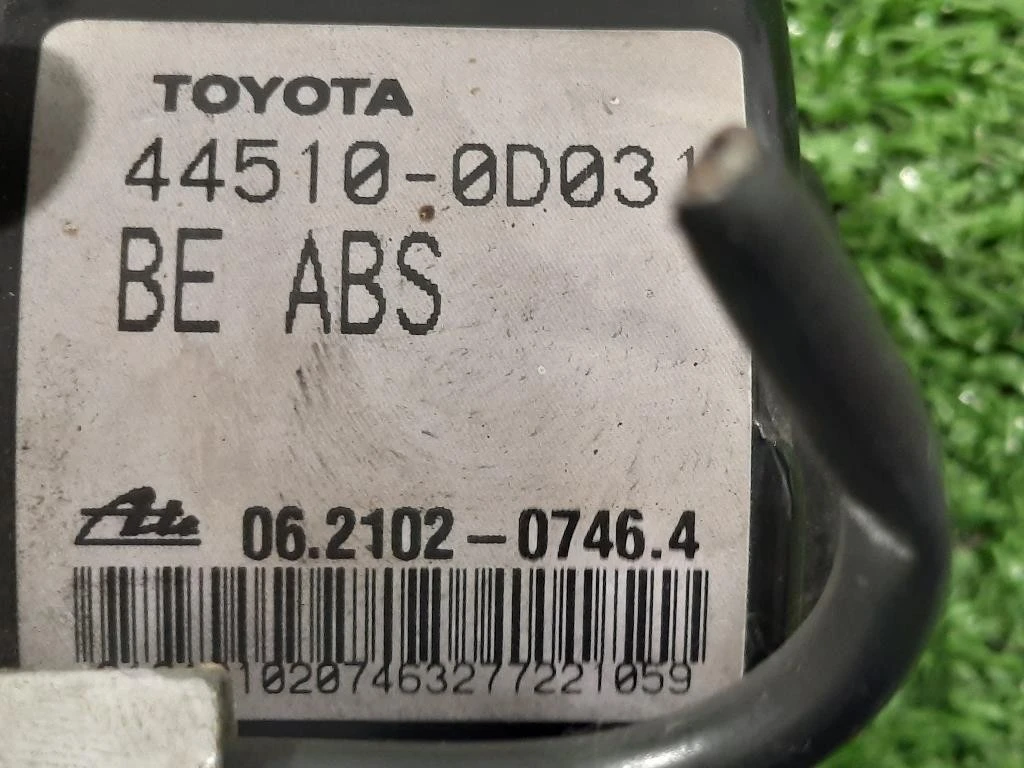 TOYOTA
44510-0D031
BE ABS
Ate 06.2102-0746.4